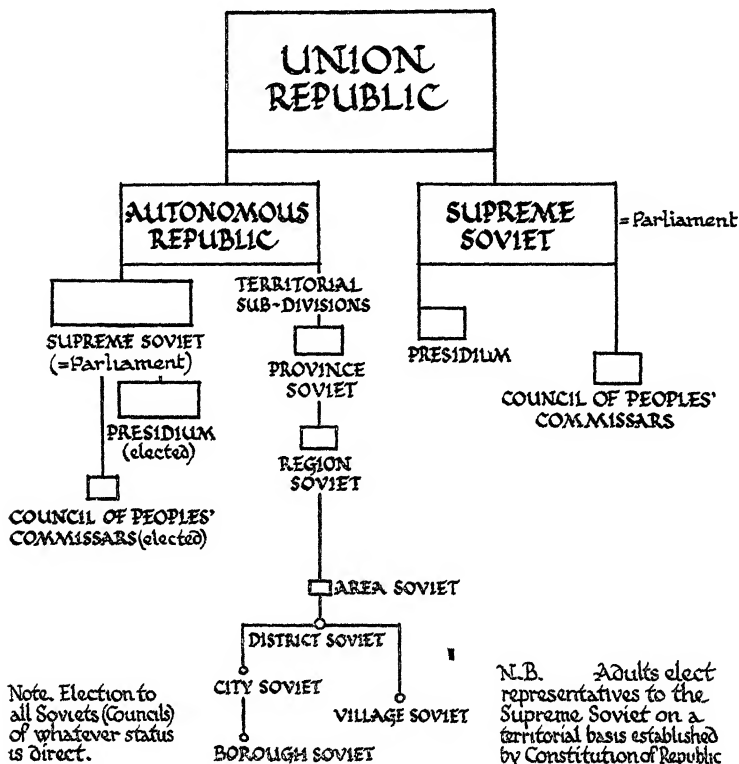 UNION
REPUBLIC
AUTONOMOUS
REPUBLIC
SUPREME
SOVIET
=Parliament
TERRITORIAL
SUB-DIVISIONS
SUPREME SOVIET
(=Parliament)
PROVINCE
SOVIET
PRESIDIUM
COUNCIL OF PEOPLES'
COMMISSARS
PRESIDIUM
(elected)
REGION
SOVIET
COUNCIL OF PEOPLES'
COMMISSARS (elected)
AREA SOVIET
DISTRICT SOVIET
CITY SOVIET
VILLAGE SOVIET
BOROUGH SOVIET
Note. Election to
all Soviets (Councils)
of whatever status
is direct.
N.B. Adults elect
representatives to the
Supreme Soviet on a
territorial basis established
by Constitution of Republic